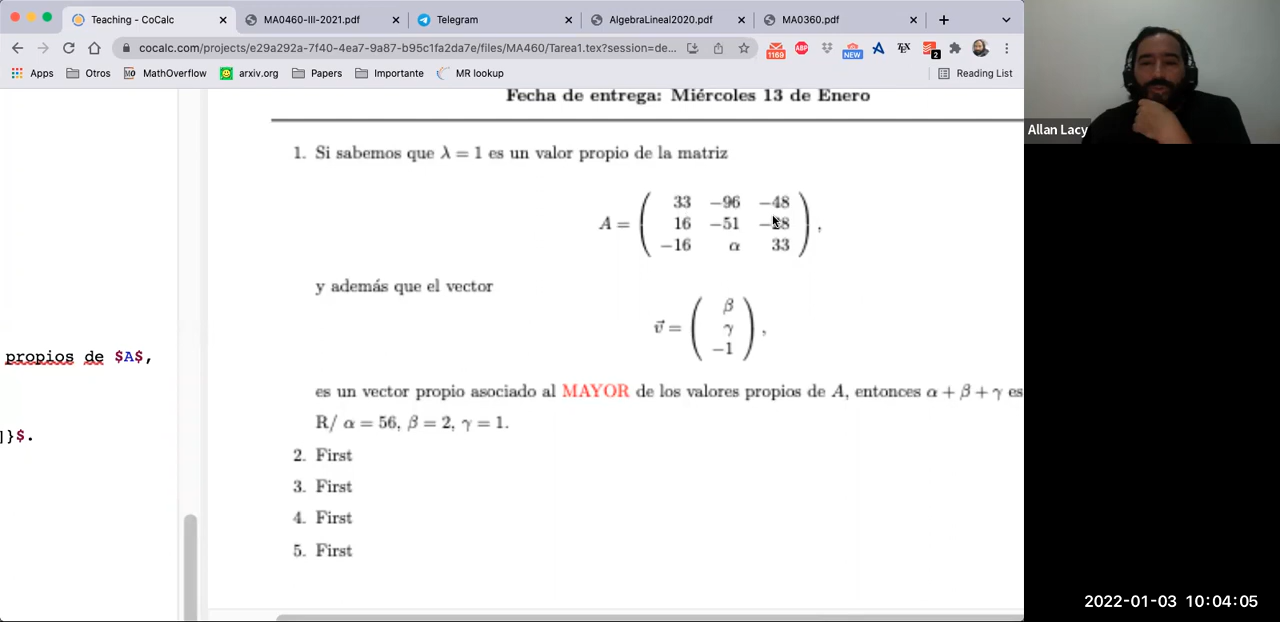 Teaching - CoCalc
MA0460-III-2021.pdf
Telegram
AlgebraLineal2020.pdf
MA0360.pdf
cocalc.com/projects/e29a292a-7f40-4ea7-9a87-b95c1fa2da7e/files/MA460/Tarea1.tex?session=de...
1169
ABP
NEW
2
Apps
Otros
MathOverflow
arxiv.org
Papers
Importante
MR lookup
Reading List
Allan Lacy
Fecha de entrega: Miércoles 13 de Enero
1. Si sabemos que λ = 1 es un valor propio de la matriz
33 −96 −48
A = 16 −51
−16 α 33
,
y además que el vector
β
v⃗ = γ
−1
,
propios de $A$,
es un vector propio asociado al MAYOR de los valores propios de A, entonces α + β + γ es
R/ α = 56, β = 2, γ = 1.
]}$.
2. First
3. First
4. First
5. First
2022-01-03 10:04:05